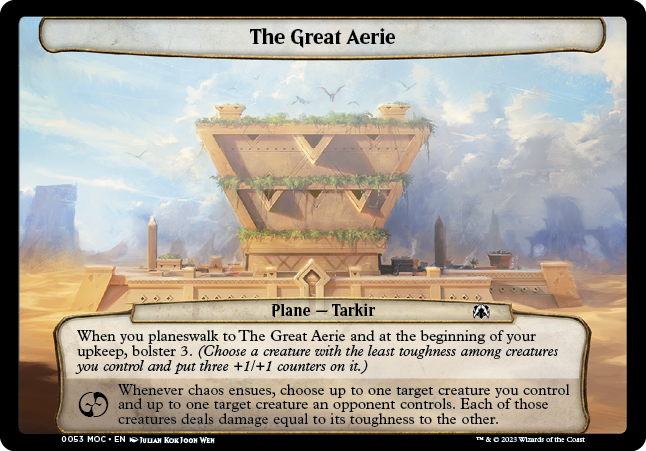 The Great Aerie
Plane — Tarkir
When you planeswalk to The Great Aerie and at the beginning of your
upkeep, bolster 3. (Choose a creature with the least toughness among creatures
you control and put three +1/+1 counters on it.)
Whenever chaos ensues, choose up to one target creature you control
and up to one target creature an opponent controls. Each of those
creatures deals damage equal to its toughness to the other.
0053 MOC • EN Julian Kok Joon Wen
™ & © 2023 Wizards of the Coast